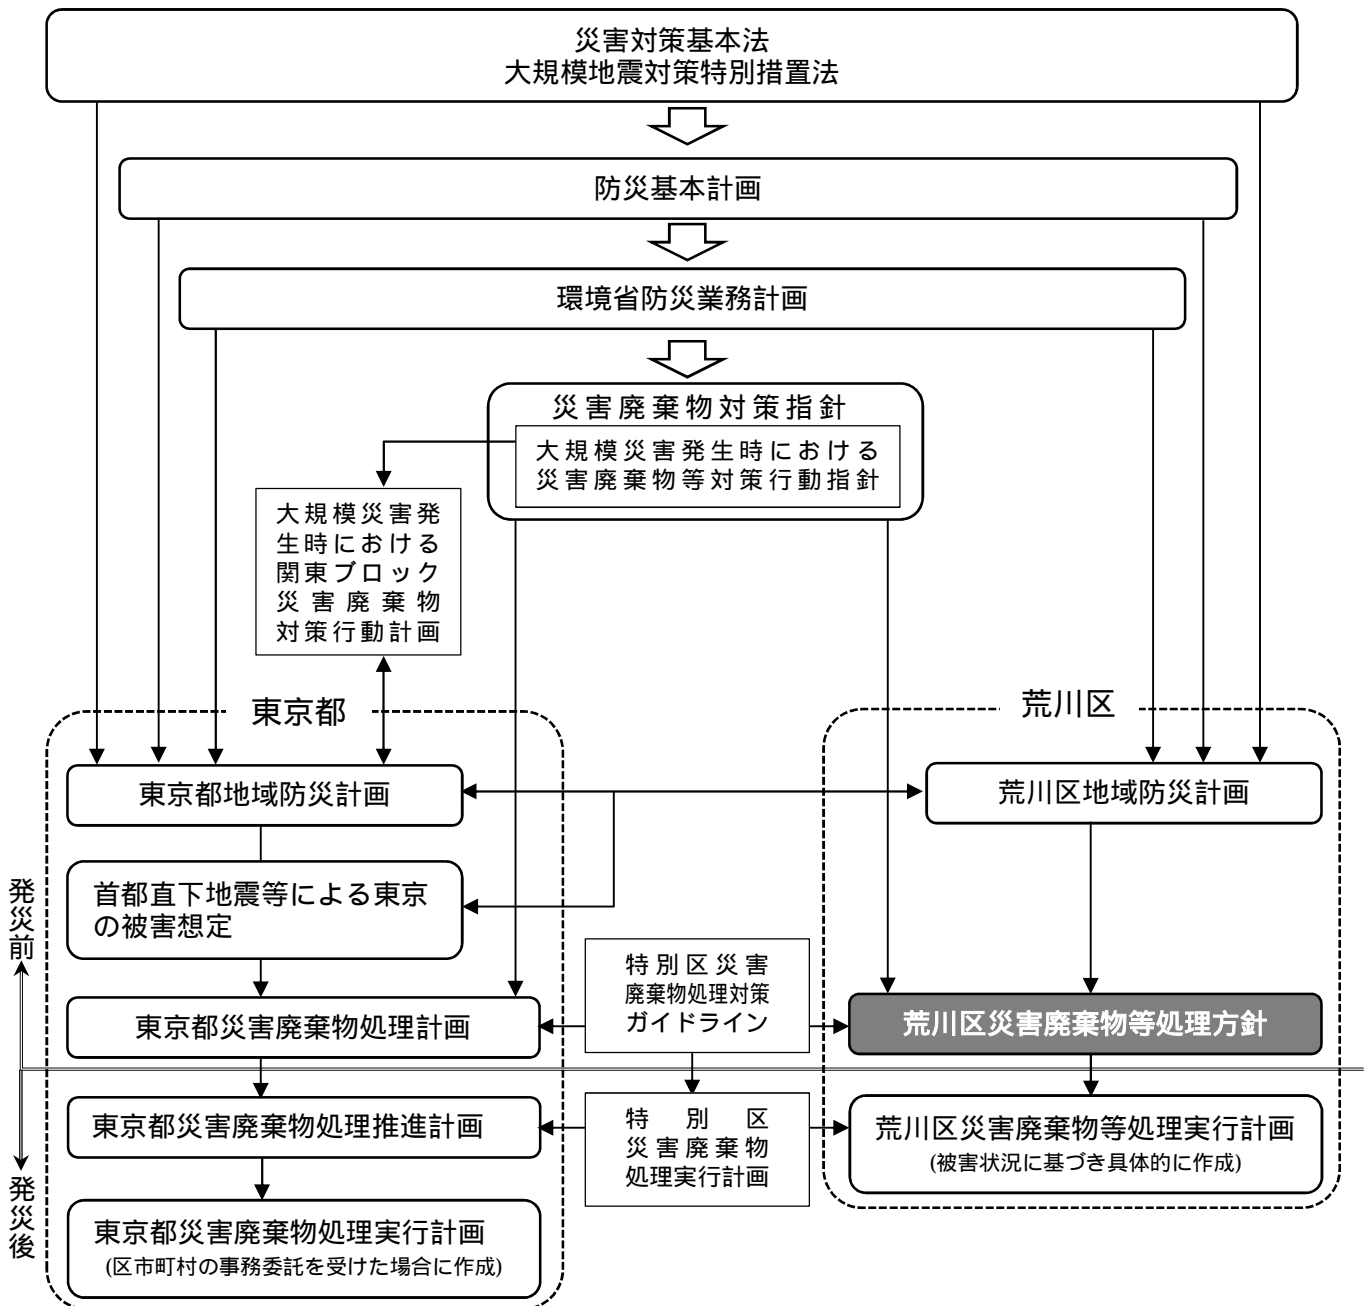 災害対策基本法
大規模地震対策特別措置法
防災基本計画
環境省防災業務計画
災害廃棄物対策指針
大規模災害発生時における
災害廃棄物等対策行動指針
大規模災害発
生時における
関東ブロック
災害廃棄物
対策行動計画
東京都
荒川区
東京都地域防災計画
荒川区地域防災計画
首都直下地震等による東京
の被害想定
発災前
特別区災害
廃棄物処理対策
ガイドライン
東京都災害廃棄物処理計画
荒川区災害廃棄物等処理方針
東京都災害廃棄物処理推進計画
特別区
災害廃棄物
処理実行計画
荒川区災害廃棄物等処理実行計画
(被害状況に基づき具体的に作成)
発災後
東京都災害廃棄物処理実行計画
(区市町村の事務委託を受けた場合に作成)